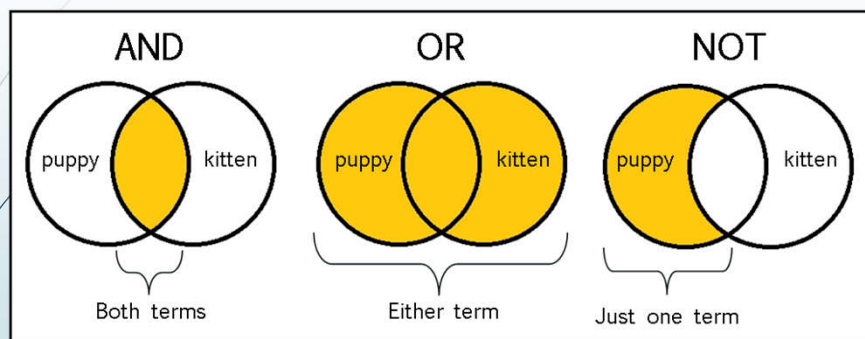 AND
OR
NOT
puppy
kitten
puppy
kitten
puppy
kitten
Both terms
Either term
Just one term